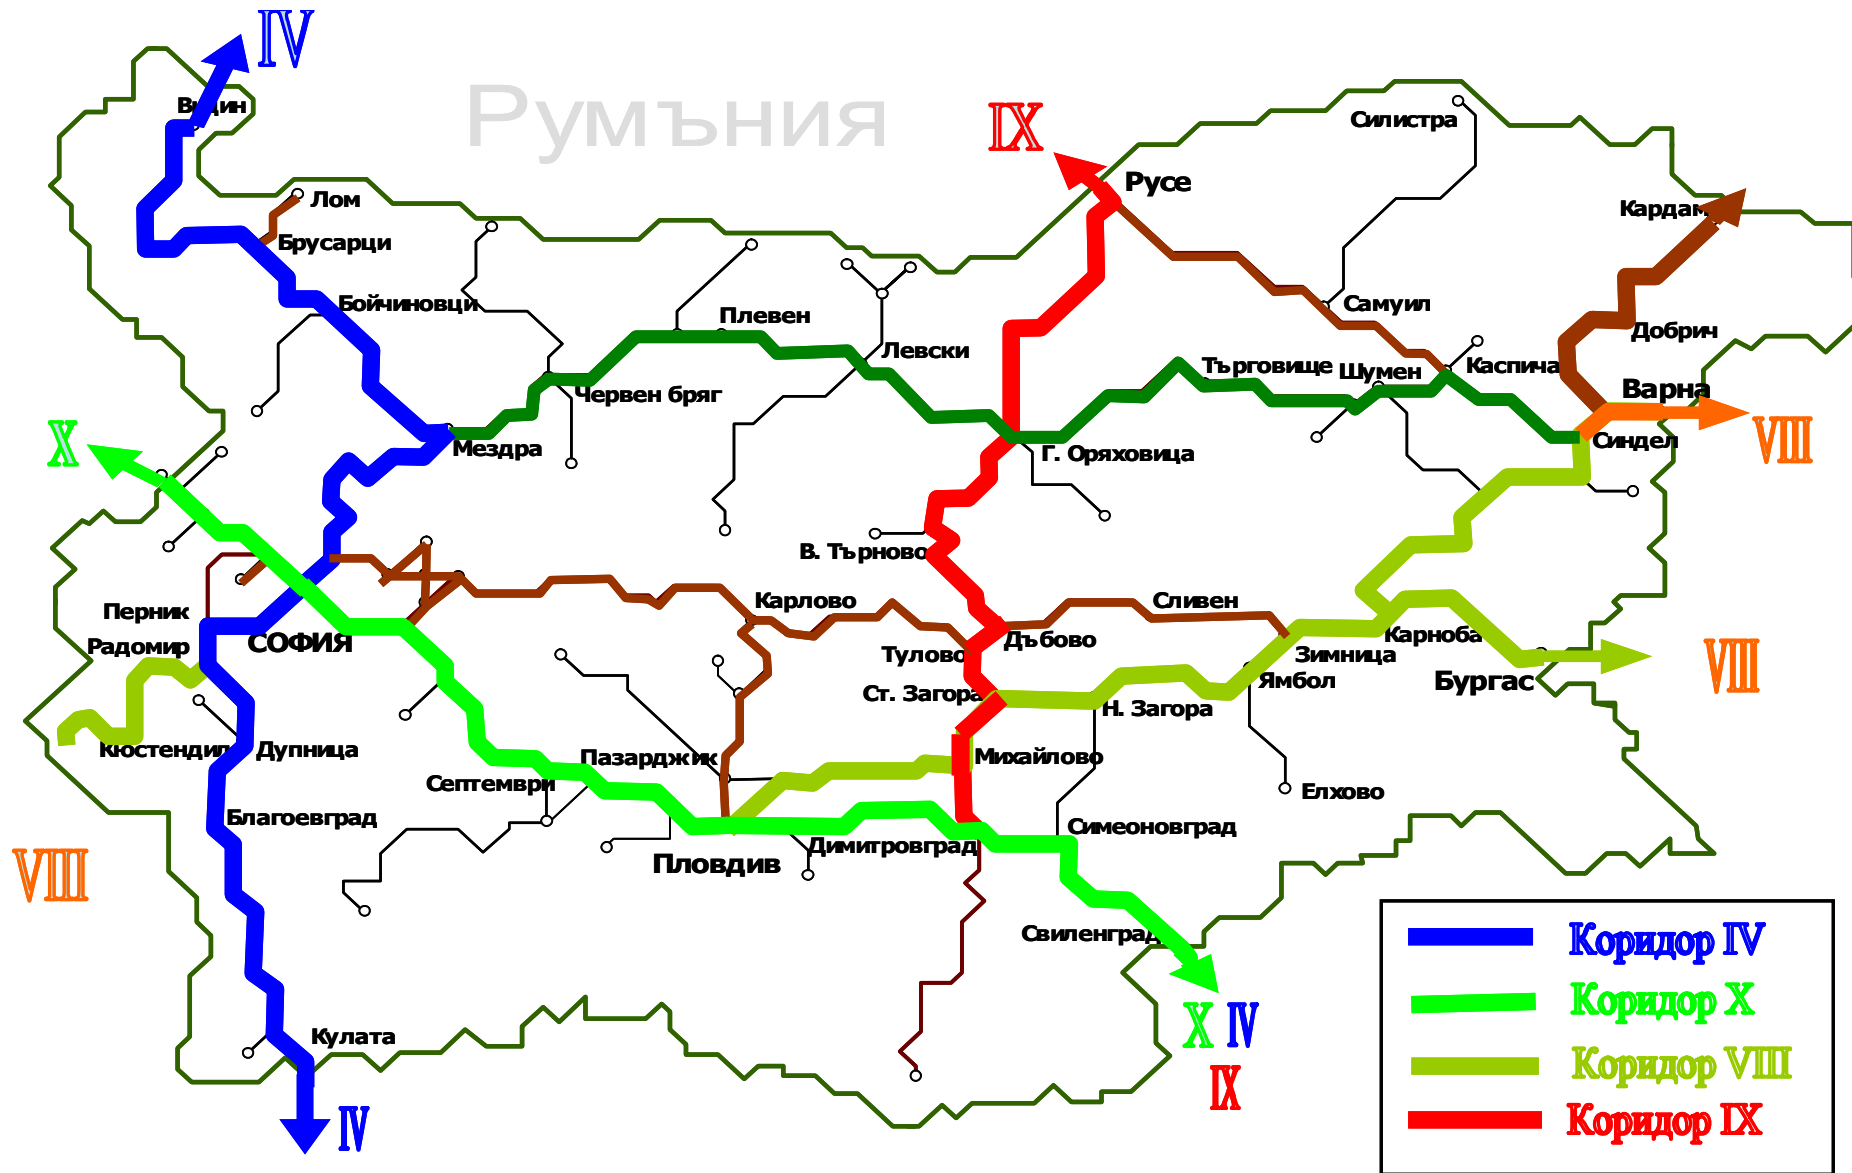 IV
Видин
Румъния
IX
Силистра
Русе
Лом
Кардам
Брусарци
Бойчиновци
Самуил
Плевен
Добрич
Левски
Търговище
Шумен
Каспича
Червен бряг
Варна
X
VIII
Мездра
Г. Оряховица
Синдел
В. Търново
Перник
Карлово
Сливен
СОФИЯ
Радомир
Дъбово
Карноба
Тулово
Зимница
VIII
Ст. Загора
Ямбол
Бургас
Н. Загора
Кюстендил
Дупница
Пазарджик
Михайлово
Септември
Елхово
Благоевград
Симеоновград
Димитровград
Пловдив
VIII
Свиленград
Коридор IV
Коридор X
X IV
Кулата
Коридор VIII
IX
Коридор IX
IV